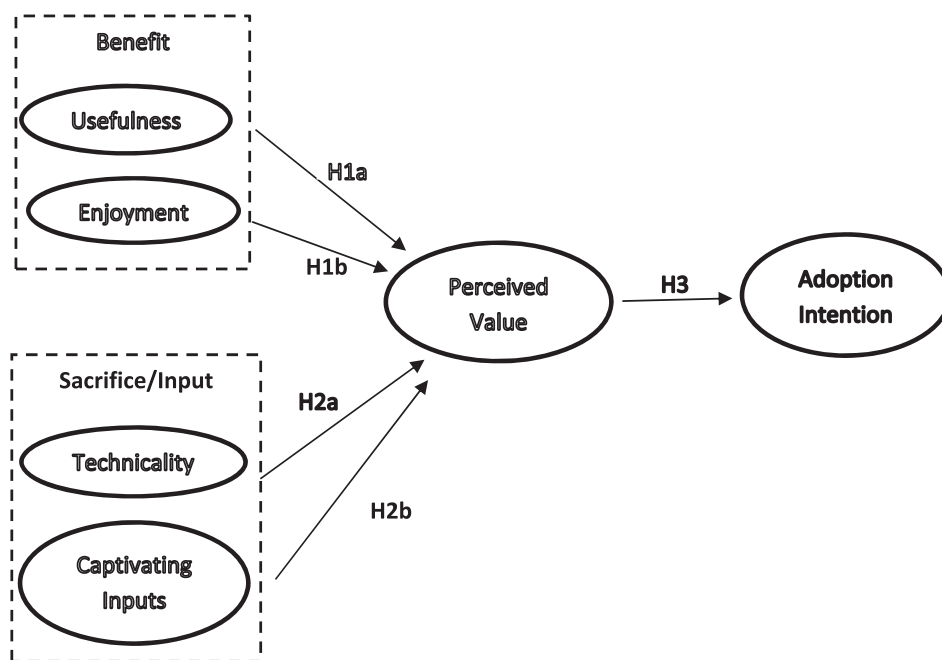 Benefit
Usefulness
Enjoyment
H1a
H1b
Perceived
Value
H3
Adoption
Intention
Sacrifice/Input
Technicality
Captivating
Inputs
H2a
H2b